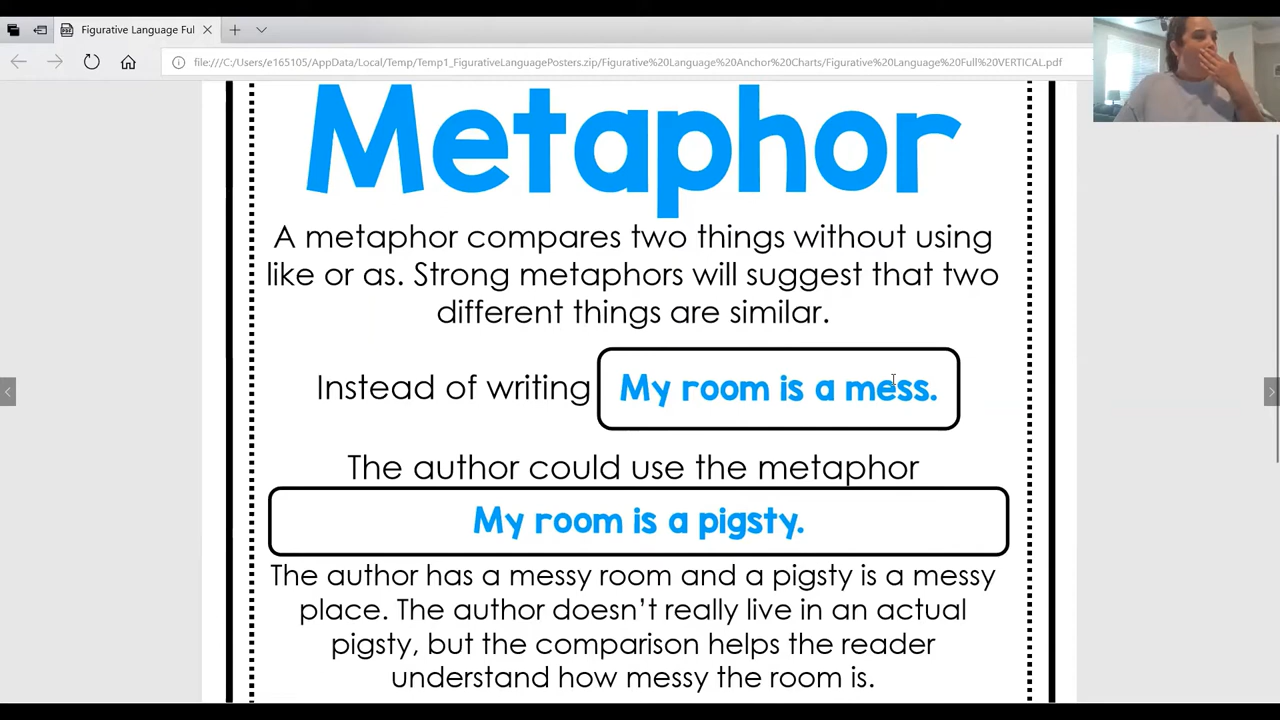 Figurative Language Ful
file:///C:/Users/e165105/AppData/Local/Temp/Temp1_FigurativeLanguagePosters.zip/Figurative%20Language%20Anchor%20Charts/Figurative%20Language%20Full%20VERTICAL.pdf
Metaphor
A metaphor compares two things without using
like or as. Strong metaphors will suggest that two
different things are similar.
Instead of writing My room is a mess.
The author could use the metaphor
My room is a pigsty.
The author has a messy room and a pigsty is a messy
place. The author doesn't really live in an actual
pigsty, but the comparison helps the reader
understand how messy the room is.